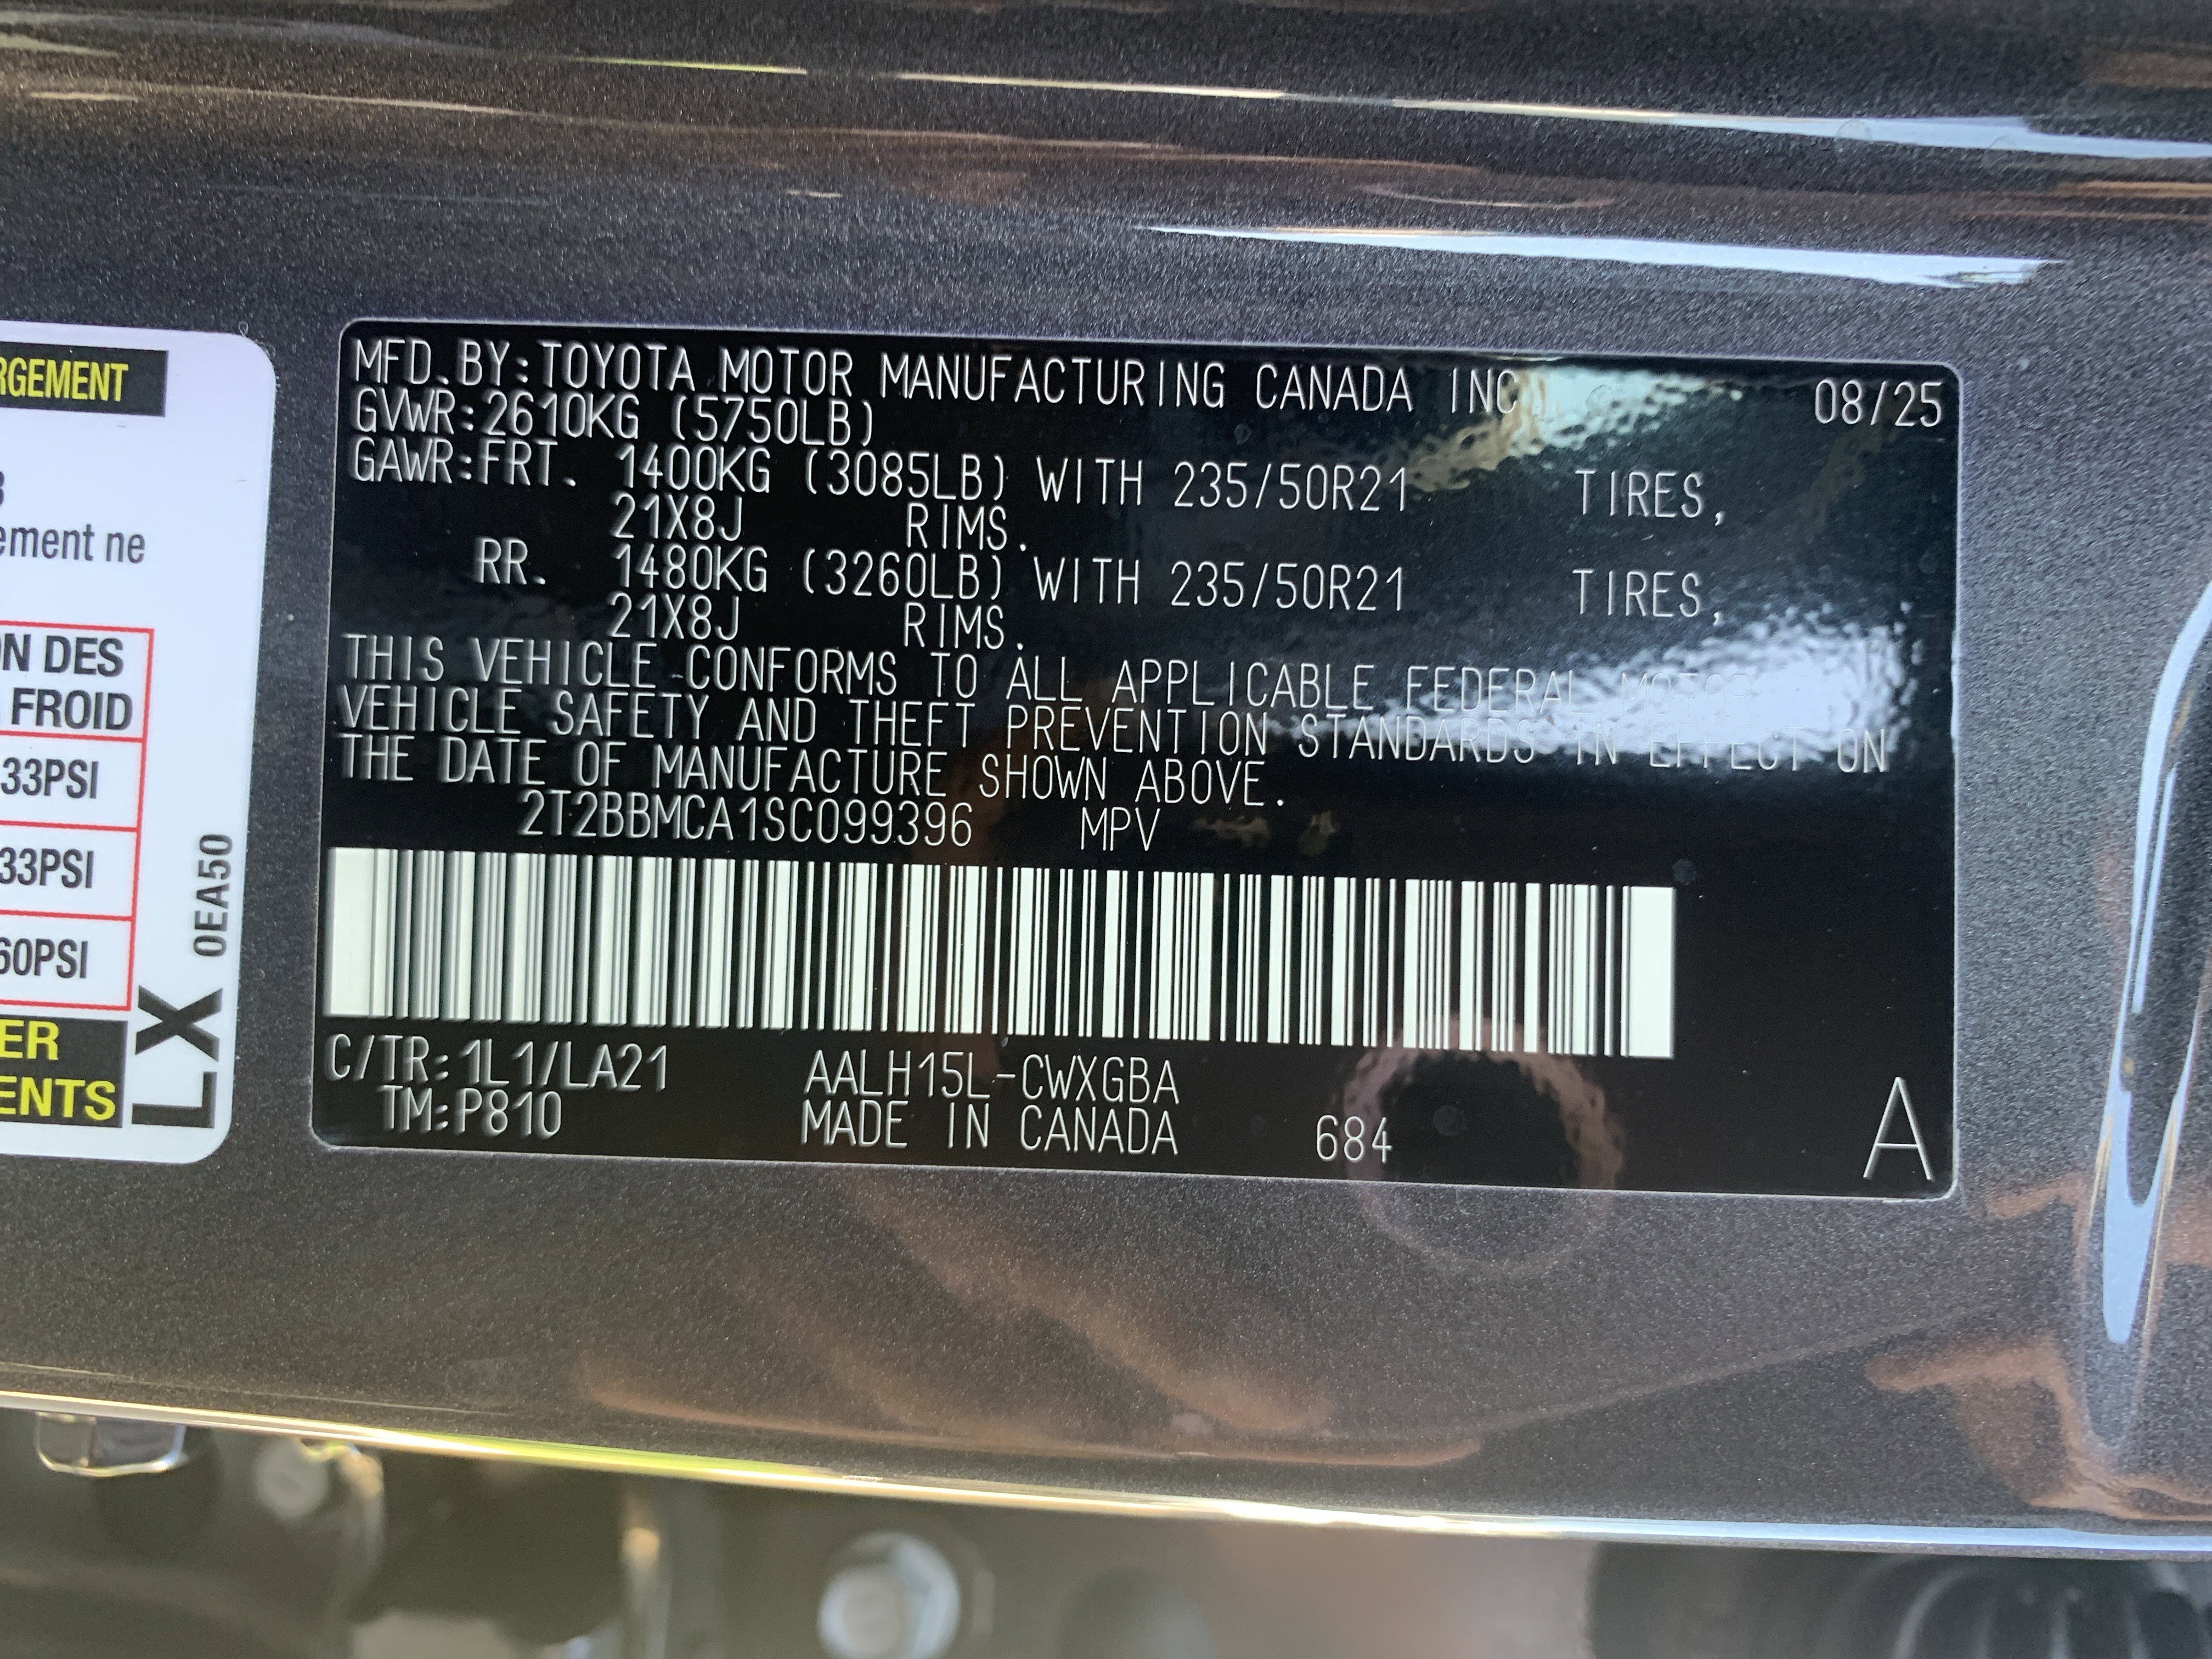 RGEMENT
ement ne
ON DES
FROID
33PSI
33PSI
60PSI
ER
ENTS
LX 0EA50
MFD.BY:TOYOTA MOTOR MANUFACTURING CANADA INC. 08/25
GVWR:2610KG (5750LB)
GAWR:FRT. 1400KG (3085LB) WITH 235/50R21 TIRES,
21X8J RIMS.
RR. 1480KG (3260LB) WITH 235/50R21 TIRES,
21X8J RIMS.
THIS VEHICLE CONFORMS TO ALL APPLICABLE FEDERAL MOTOR
VEHICLE SAFETY AND THEFT PREVENTION STANDARDS IN EFFECT ON
THE DATE OF MANUFACTURE SHOWN ABOVE.
2T2BBMCA1SC099396 MPV
C/TR:1L1/LA21 AALH15L-CWXGBA
TM:P810 MADE IN CANADA 684 A